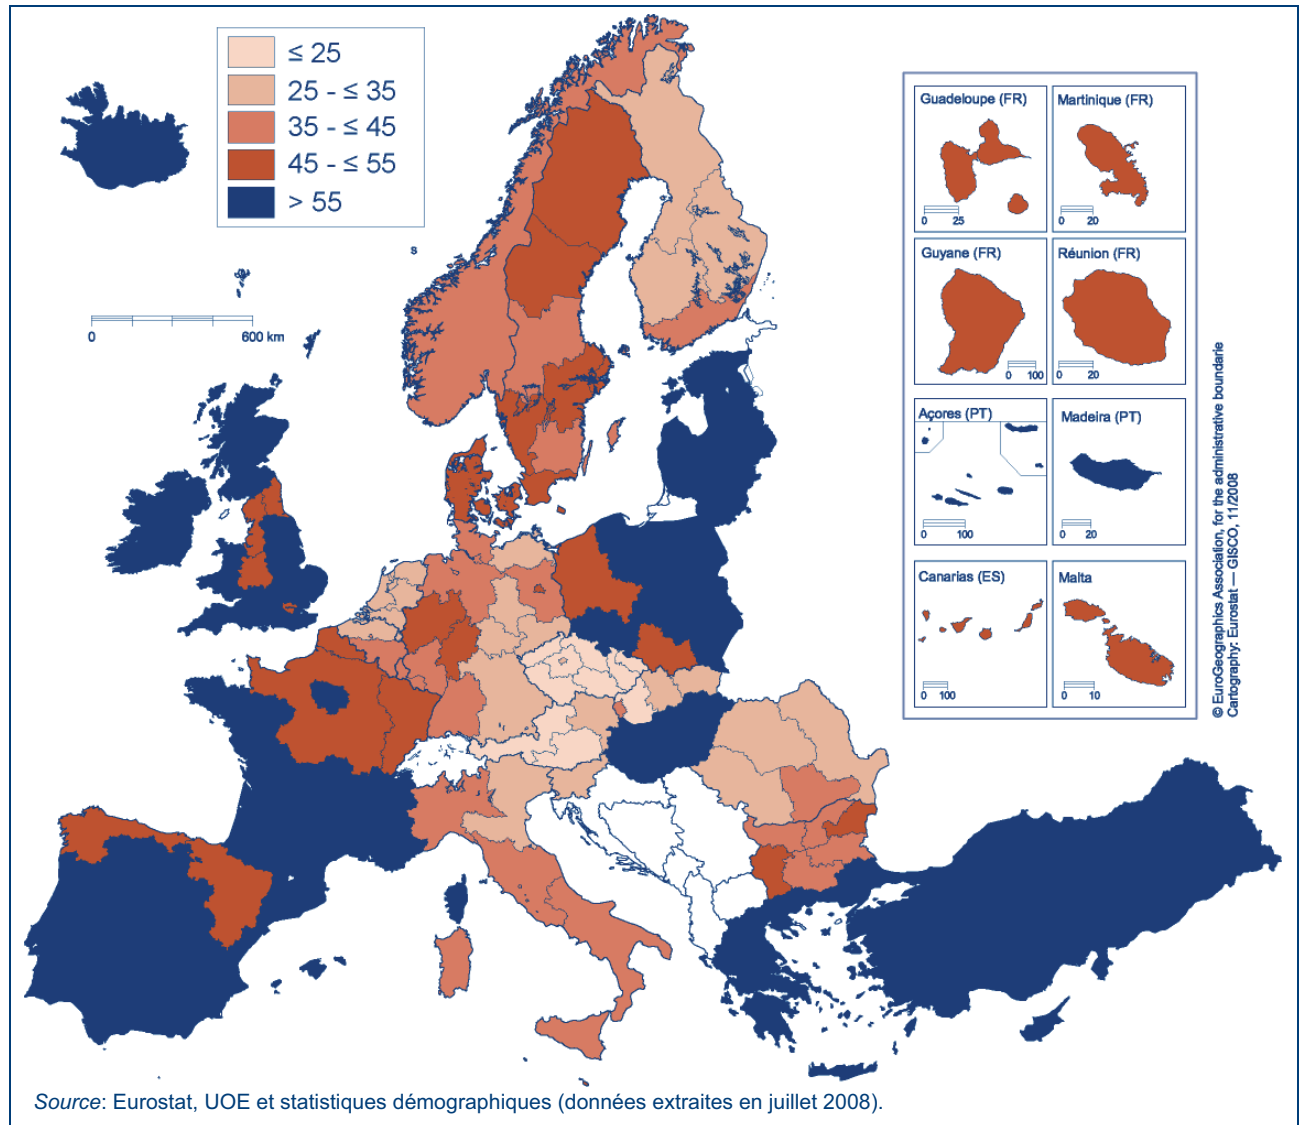 ≤ 25
25 - ≤ 35
35 - ≤ 45
45 - ≤ 55
> 55
s
0 600 km
Guadeloupe (FR)
0 25
Martinique (FR)
0 20
Guyane (FR)
0 100
Réunion (FR)
0 20
Açores (PT)
0 100
Madeira (PT)
0 20
Canarias (ES)
0 100
Malta
0 10
© EuroGeographics Association, for the administrative boundarie
Cartography: Eurostat — GISCO, 11/2008
Source: Eurostat, UOE et statistiques démographiques (données extraites en juillet 2008).